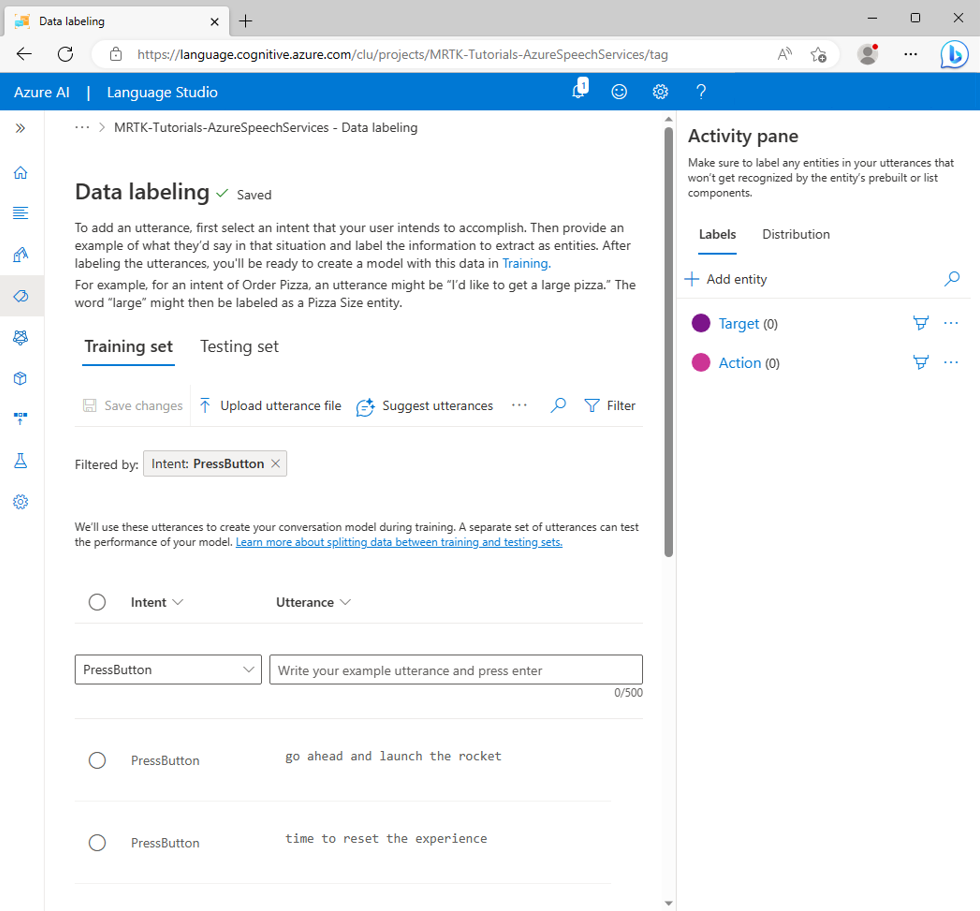 Data labeling
https://language.cognitive.azure.com/clu/projects/MRTK-Tutorials-AzureSpeechServices/tag
Azure AI | Language Studio
1
··· > MRTK-Tutorials-AzureSpeechServices - Data labeling
Data labeling Saved
To add an utterance, first select an intent that your user intends to accomplish. Then provide an
example of what they’d say in that situation and label the information to extract as entities. After
labeling the utterances, you'll be ready to create a model with this data in Training.
For example, for an intent of Order Pizza, an utterance might be “I’d like to get a large pizza.” The
word “large” might then be labeled as a Pizza Size entity.
Training set Testing set
Save changes Upload utterance file Suggest utterances ··· Filter
Filtered by: Intent: PressButton
We’ll use these utterances to create your conversation model during training. A separate set of utterances can test
the performance of your model. Learn more about splitting data between training and testing sets.
Intent Utterance
PressButton Write your example utterance and press enter
0/500
PressButton go ahead and launch the rocket
PressButton time to reset the experience
Activity pane
Make sure to label any entities in your utterances that
won’t get recognized by the entity’s prebuilt or list
components.
Labels Distribution
Add entity
Target (0)
Action (0)